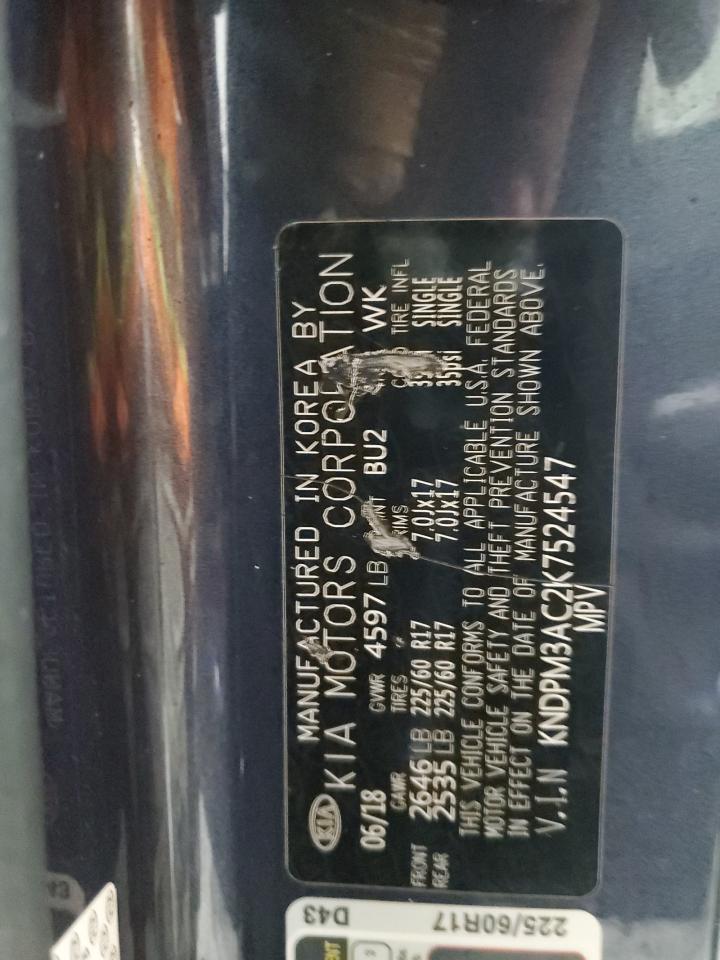 MANUFACTURED IN KOREA BY
KIA KIA MOTORS CORPORATION
06/18 GVWR 4597 LB BU2 WK
GAWR TIRES RIMS TIRE INFL
FRONT 2646 LB 225/60 R17 7.0Jx17 SINGLE
REAR 2535 LB 225/60 R17 7.0Jx17 35psi SINGLE
THIS VEHICLE CONFORMS TO ALL APPLICABLE U.S.A. FEDERAL
MOTOR VEHICLE SAFETY AND THEFT PREVENTION STANDARDS
IN EFFECT ON THE DATE OF MANUFACTURE SHOWN ABOVE.
V.I.N KNDPM3AC2K7524547
MPV
D43
225/60R17